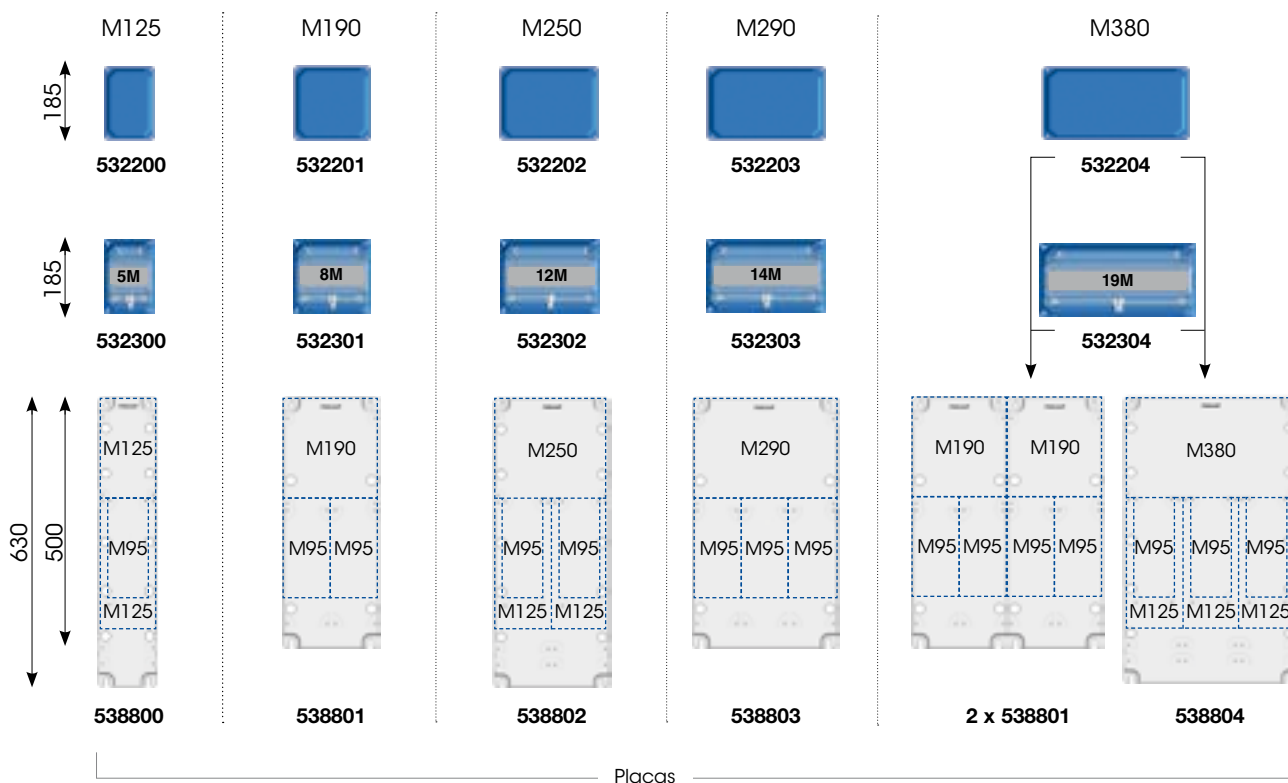 M125 M190 M250 M290 M380
185
532200 532201 532202 532203 532204
185
5M 8M 12M 14M 19M
532300 532301 532302 532303 532304
630
500
M125 M190 M250 M290 M190 M190 M380
M95 M95 M95 M95 M95 M95 M95 M95 M95 M95 M95 M95 M95 M95 M95
M125 M125 M125 M125 M125 M125
538800 538801 538802 538803 2 x 538801 538804
Placas